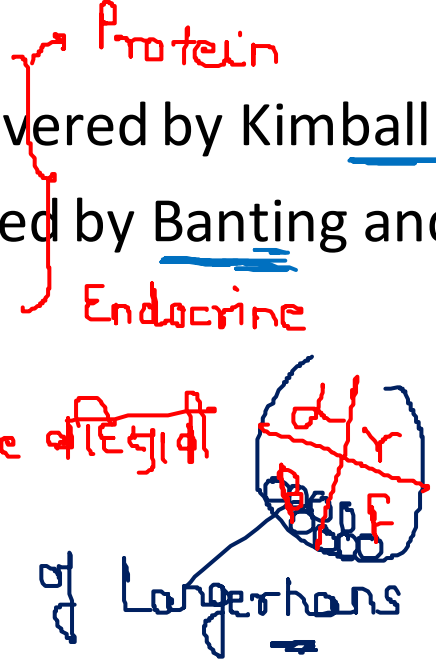 Protein
vered by Kimball
ed by Banting and
Endocrine
e
α γ
β F
of Langerhans